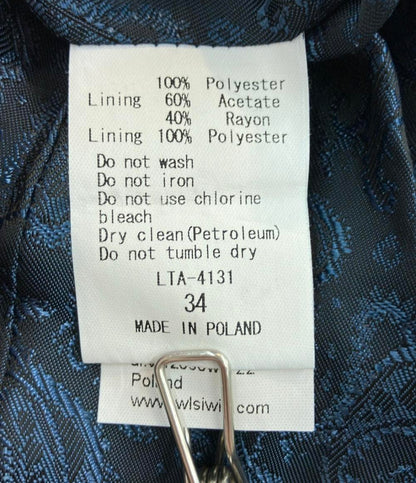 100% Polyester
Lining 60% Acetate
40% Rayon
Lining 100% Polyester
Do not wash
Do not iron
Do not use chlorine
bleach
Dry clean(Petroleum)
Do not tumble dry
LTA-4131
34
MADE IN POLAND
Poland